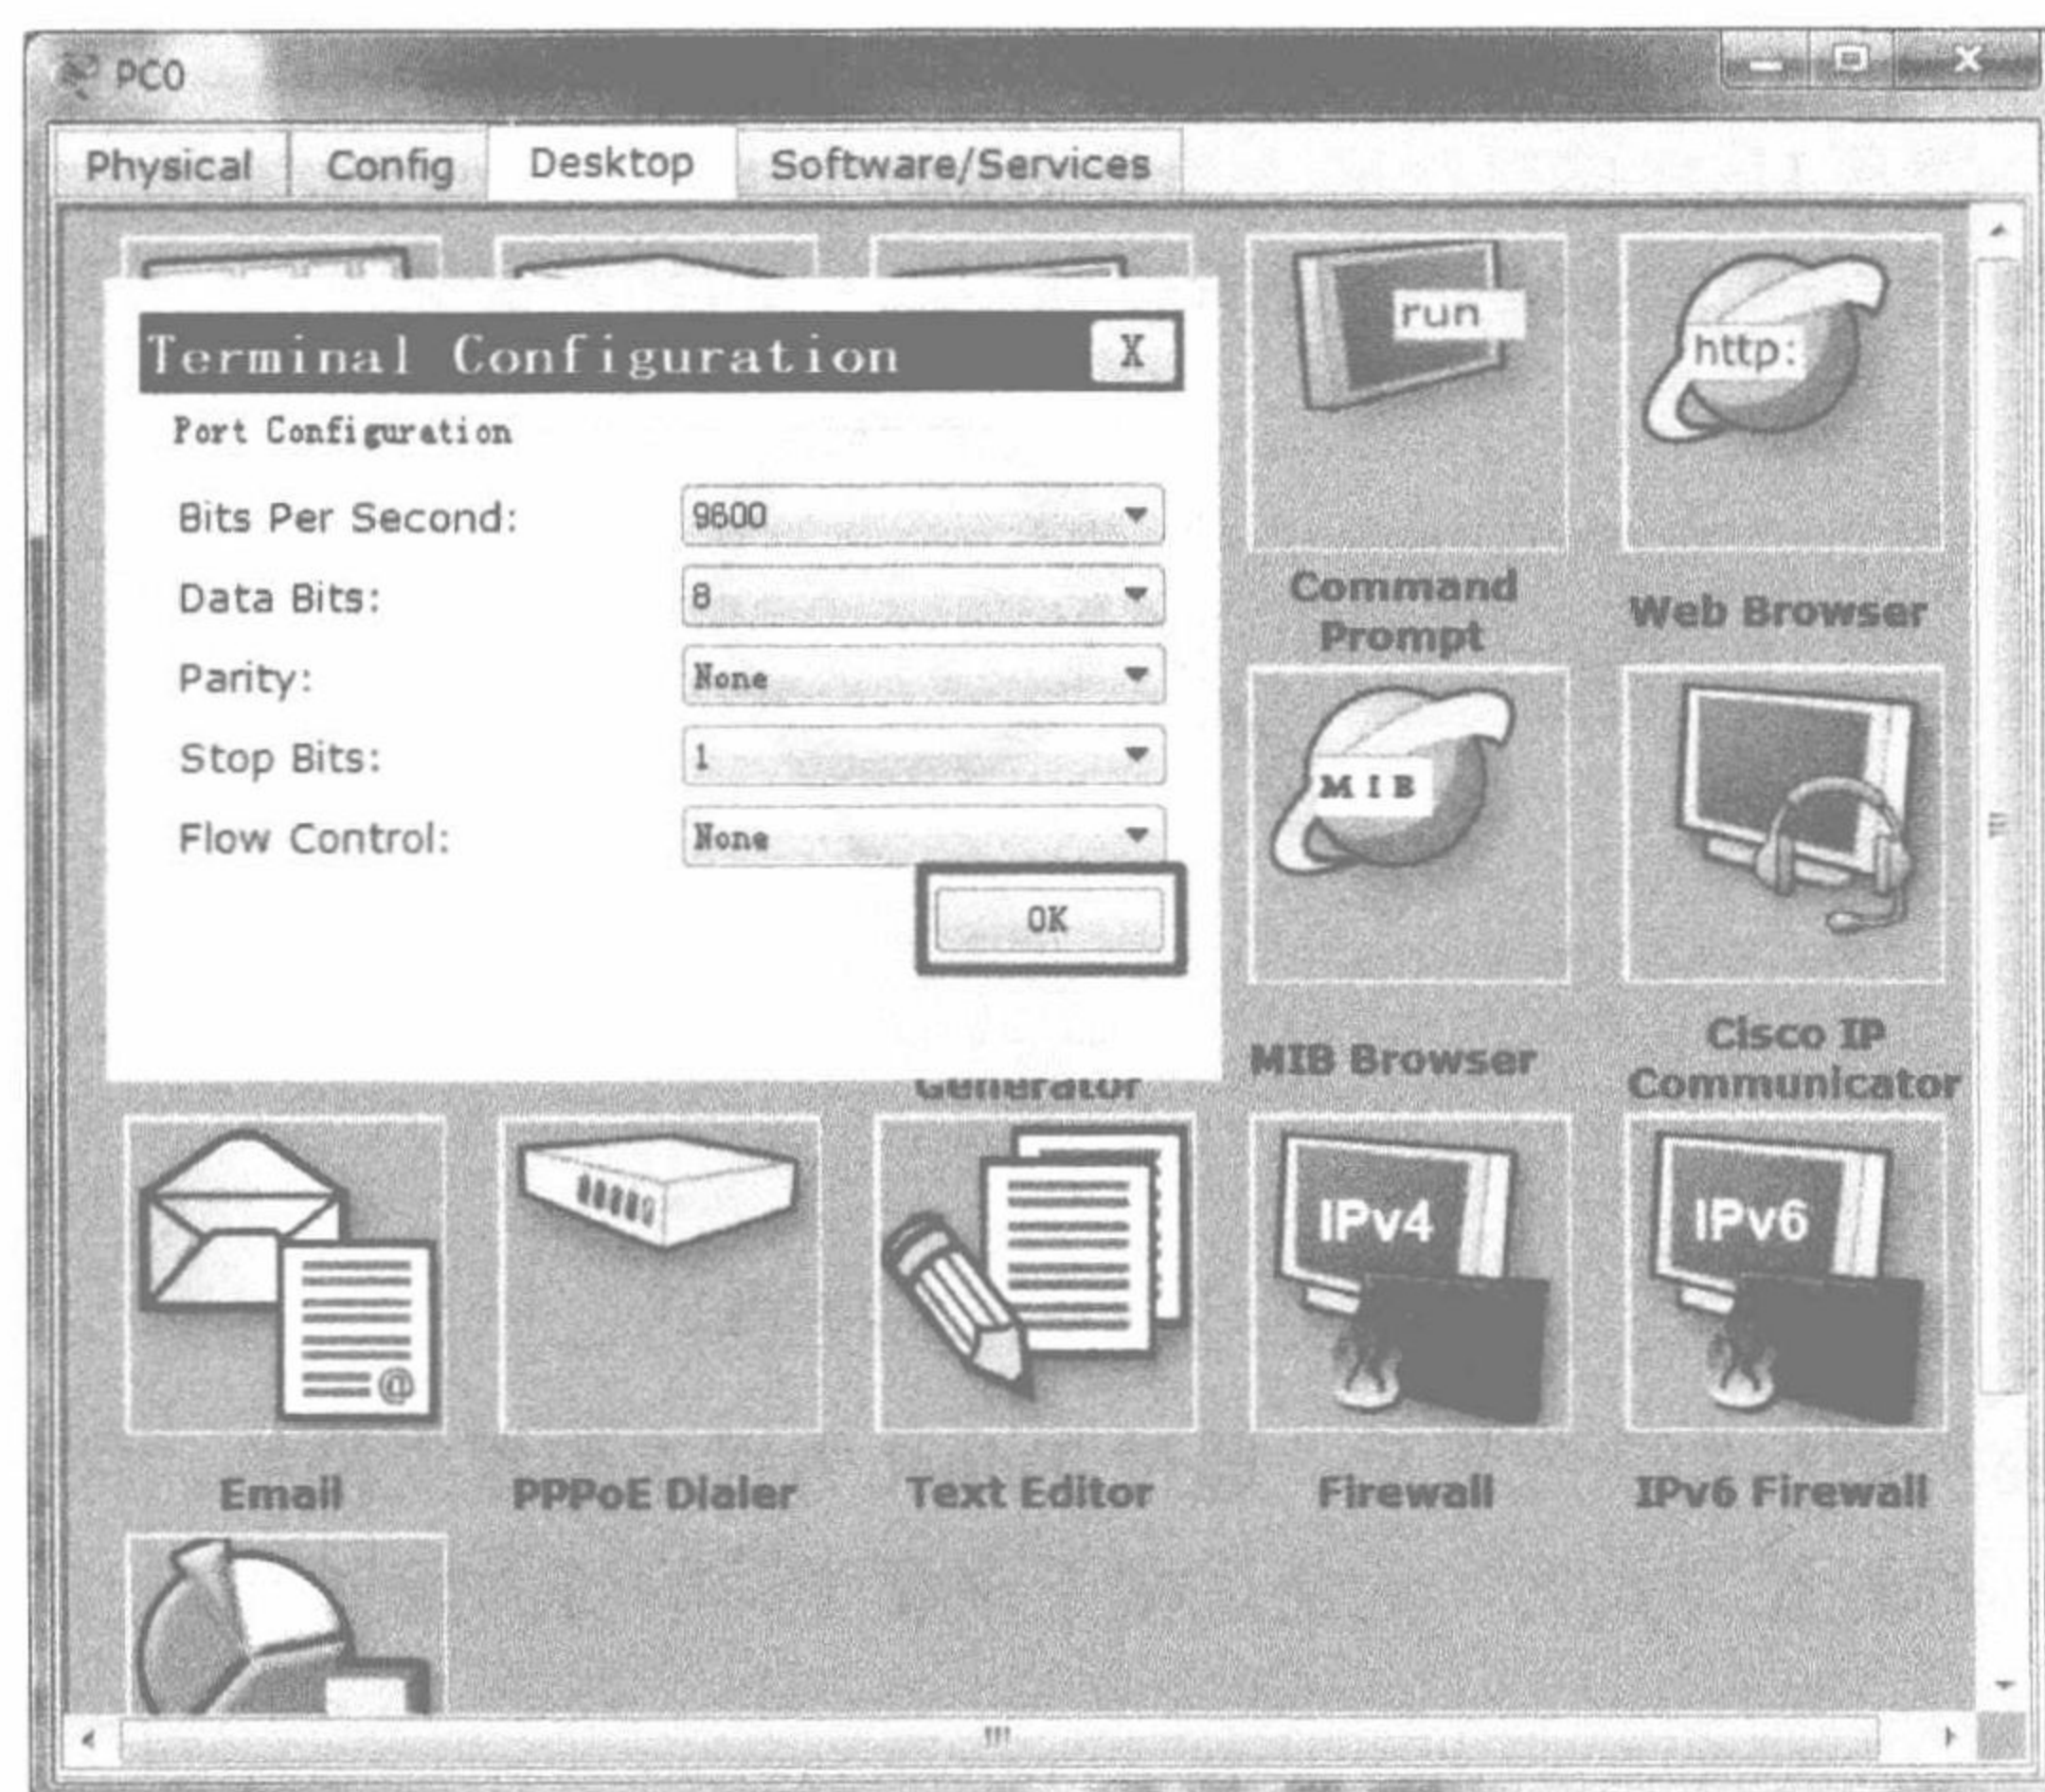 PC0
Physical
Config
Desktop
Software/Services
Terminal Configuration
X
Port Configuration
Bits Per Second:
9600
Data Bits:
8
Parity:
None
Stop Bits:
1
Flow Control:
None
OK
run
http:
Command
Prompt
Web Browser
MIB
MIB Browser
Cisco IP
Communicator
Generator
@
IPv4
IPv6
Email
PPPoE Dialer
Text Editor
Firewall
IPv6 Firewall